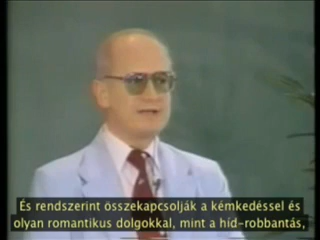 És rendszerint összekapcsolják a kémkedéssel és
olyan romantikus dolgokkal, mint a híd-robbantás,